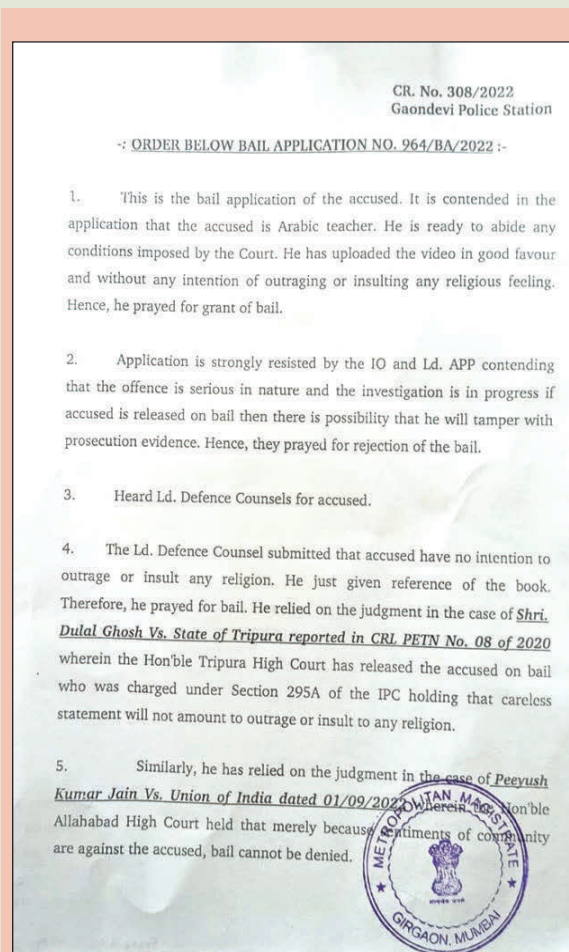 CR. No. 308/2022
Gaondevi Police Station
-: ORDER BELOW BAIL APPLICATION NO. 964/BA/2022 :-
1. This is the bail application of the accused. It is contended in the
application that the accused is Arabic teacher. He is ready to abide any
conditions imposed by the Court. He has uploaded the video in good favour
and without any intention of outraging or insulting any religious feeling.
Hence, he prayed for grant of bail.
2. Application is strongly resisted by the IO and Ld. APP contending
that the offence is serious in nature and the investigation is in progress if
accused is released on bail then there is possibility that he will tamper with
prosecution evidence. Hence, they prayed for rejection of the bail.
3. Heard Ld. Defence Counsels for accused.
4. The Ld. Defence Counsel submitted that accused have no intention to
outrage or insult any religion. He just given reference of the book.
Therefore, he prayed for bail. He relied on the judgment in the case of Shri.
Dulal Ghosh Vs. State of Tripura reported in CRL PETN No. 08 of 2020
wherein the Hon'ble Tripura High Court has released the accused on bail
who was charged under Section 295A of the IPC holding that careless
statement will not amount to outrage or insult to any religion.
5. Similarly, he has relied on the judgment in the case of Peeyush
Kumar Jain Vs. Union of India dated 01/09/2022 wherein the Hon'ble
Allahabad High Court held that merely because sentiments of community
are against the accused, bail cannot be denied.
METROPOLITAN MAGISTRATE
GIRGAON, MUMBAI